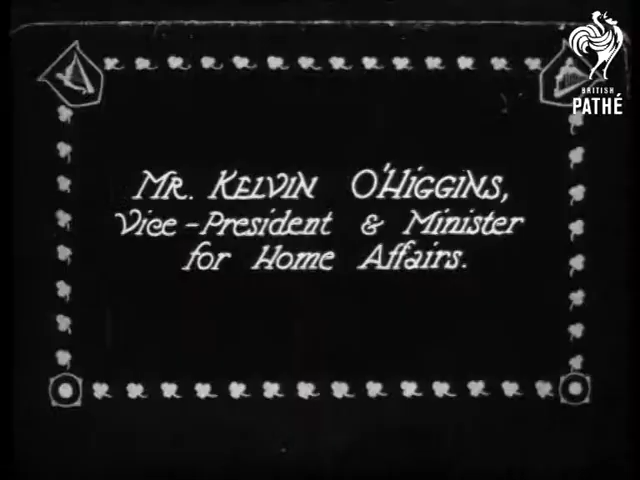 BRITISH
PATHÉ
MR. KELVIN O'HIGGINS,
Vice-President & Minister
for Home Affairs.